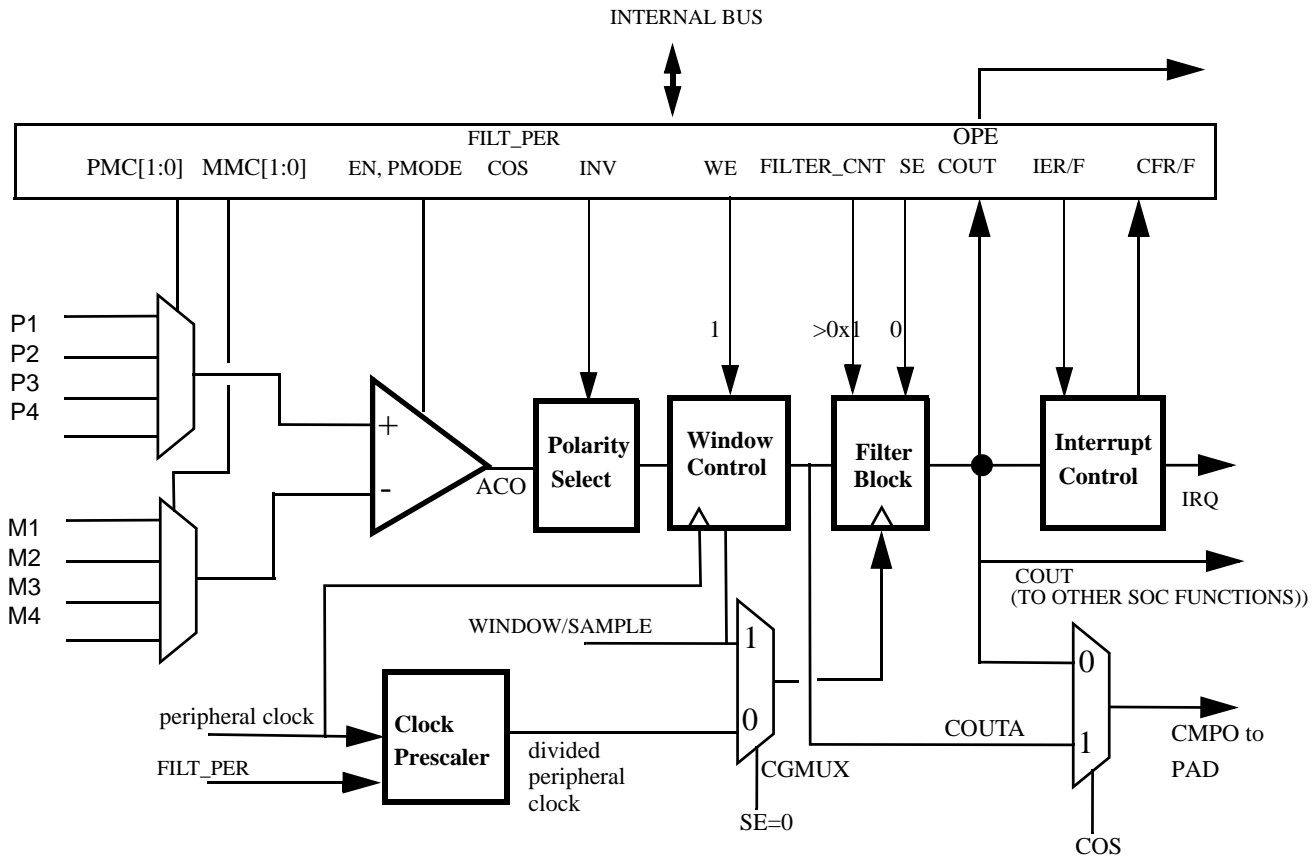 INTERNAL BUS
FILT_PER
OPE
PMC[1:0] MMC[1:0] EN, PMODE COS INV WE FILTER_CNT SE COUT IER/F CFR/F
P1
P2
P3
P4
1
>0x1
0
+
-
ACO
Polarity
Select
Window
Control
Filter
Block
Interrupt
Control
IRQ
M1
M2
M3
M4
COUT
(TO OTHER SOC FUNCTIONS))
WINDOW/SAMPLE
1
0
CGMUX
SE=0
peripheral clock
FILT_PER
Clock
Prescaler
divided
peripheral
clock
COUTA
0
1
CMPO to
PAD
COS